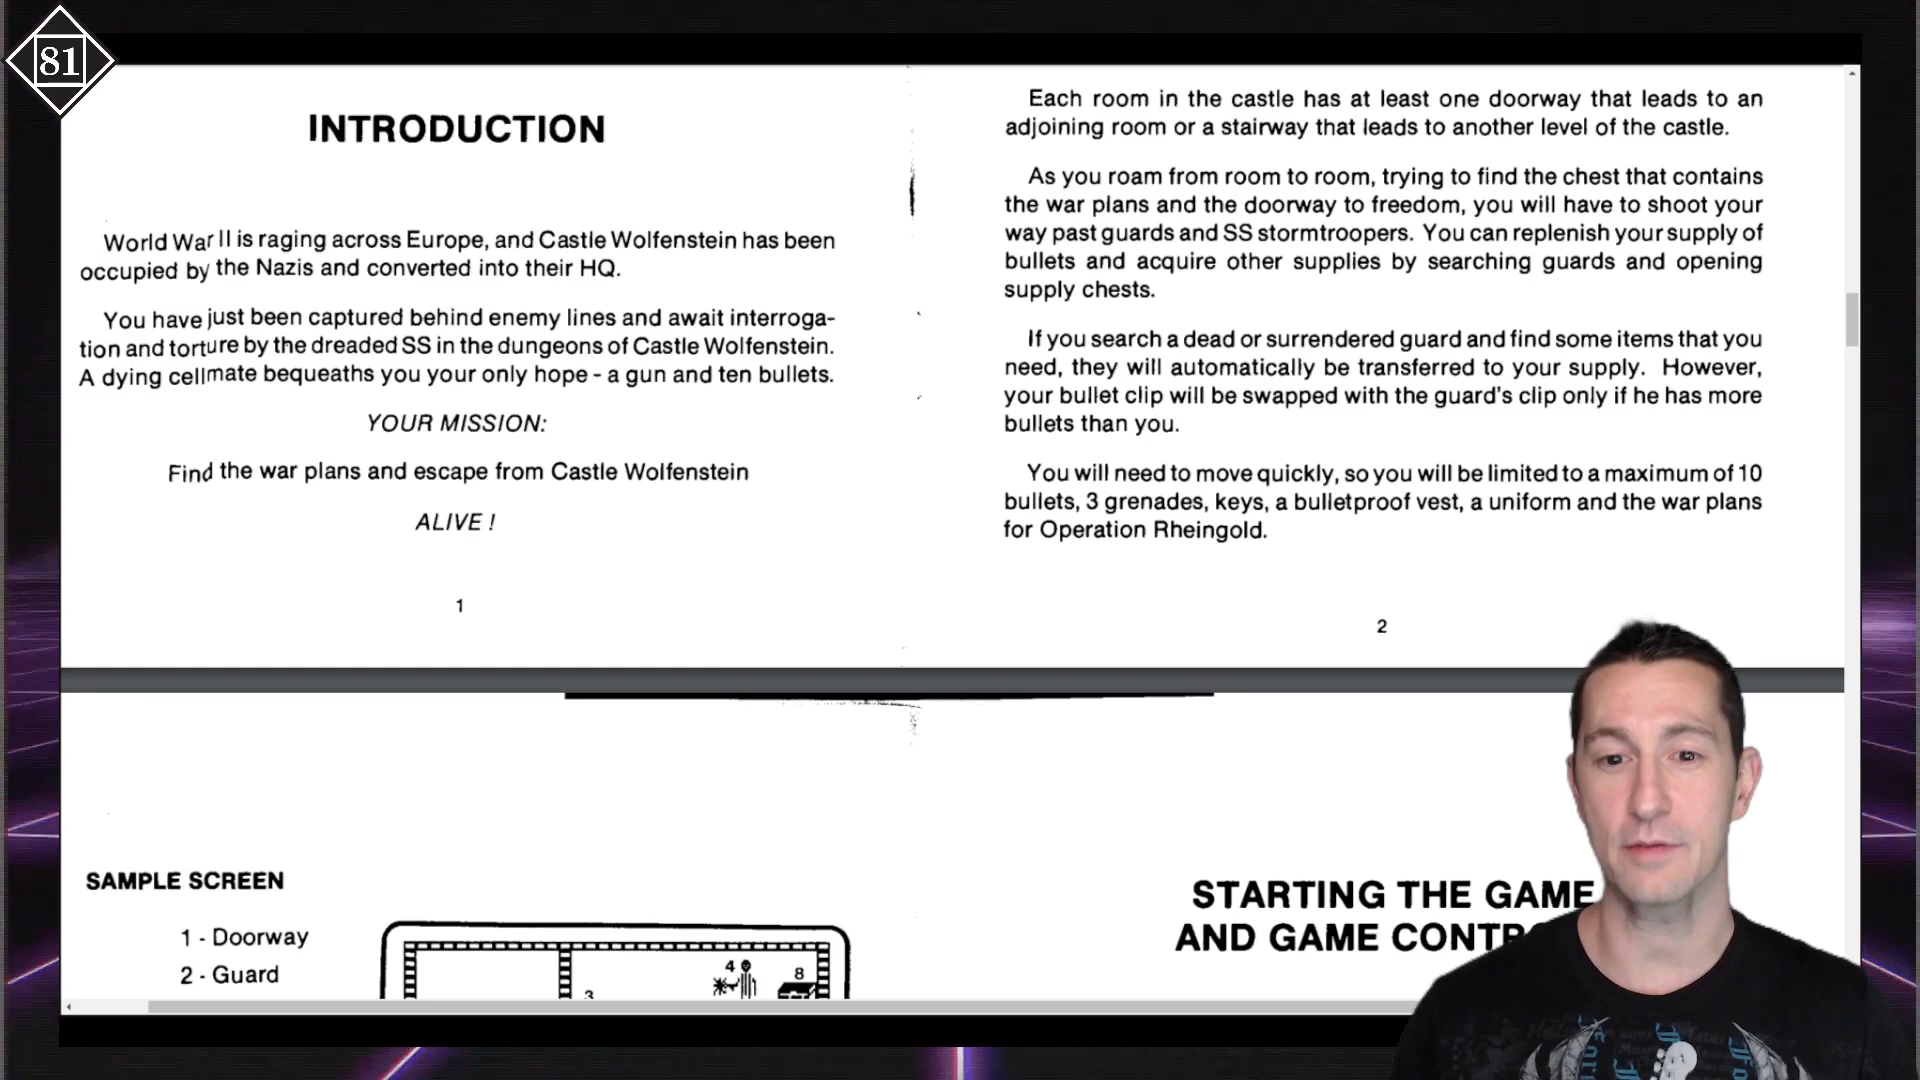 81
INTRODUCTION
World War II is raging across Europe, and Castle Wolfenstein has been
occupied by the Nazis and converted into their HQ.
You have just been captured behind enemy lines and await interroga-
tion and torture by the dreaded SS in the dungeons of Castle Wolfenstein.
A dying cellmate bequeaths you your only hope - a gun and ten bullets.
YOUR MISSION:
Find the war plans and escape from Castle Wolfenstein
ALIVE !
1
Each room in the castle has at least one doorway that leads to an
adjoining room or a stairway that leads to another level of the castle.
As you roam from room to room, trying to find the chest that contains
the war plans and the doorway to freedom, you will have to shoot your
way past guards and SS stormtroopers. You can replenish your supply of
bullets and acquire other supplies by searching guards and opening
supply chests.
If you search a dead or surrendered guard and find some items that you
need, they will automatically be transferred to your supply. However,
your bullet clip will be swapped with the guard's clip only if he has more
bullets than you.
You will need to move quickly, so you will be limited to a maximum of 10
bullets, 3 grenades, keys, a bulletproof vest, a uniform and the war plans
for Operation Rheingold.
2
SAMPLE SCREEN
1 - Doorway
2 - Guard
4
8
3
STARTING THE GAME
AND GAME CONTR